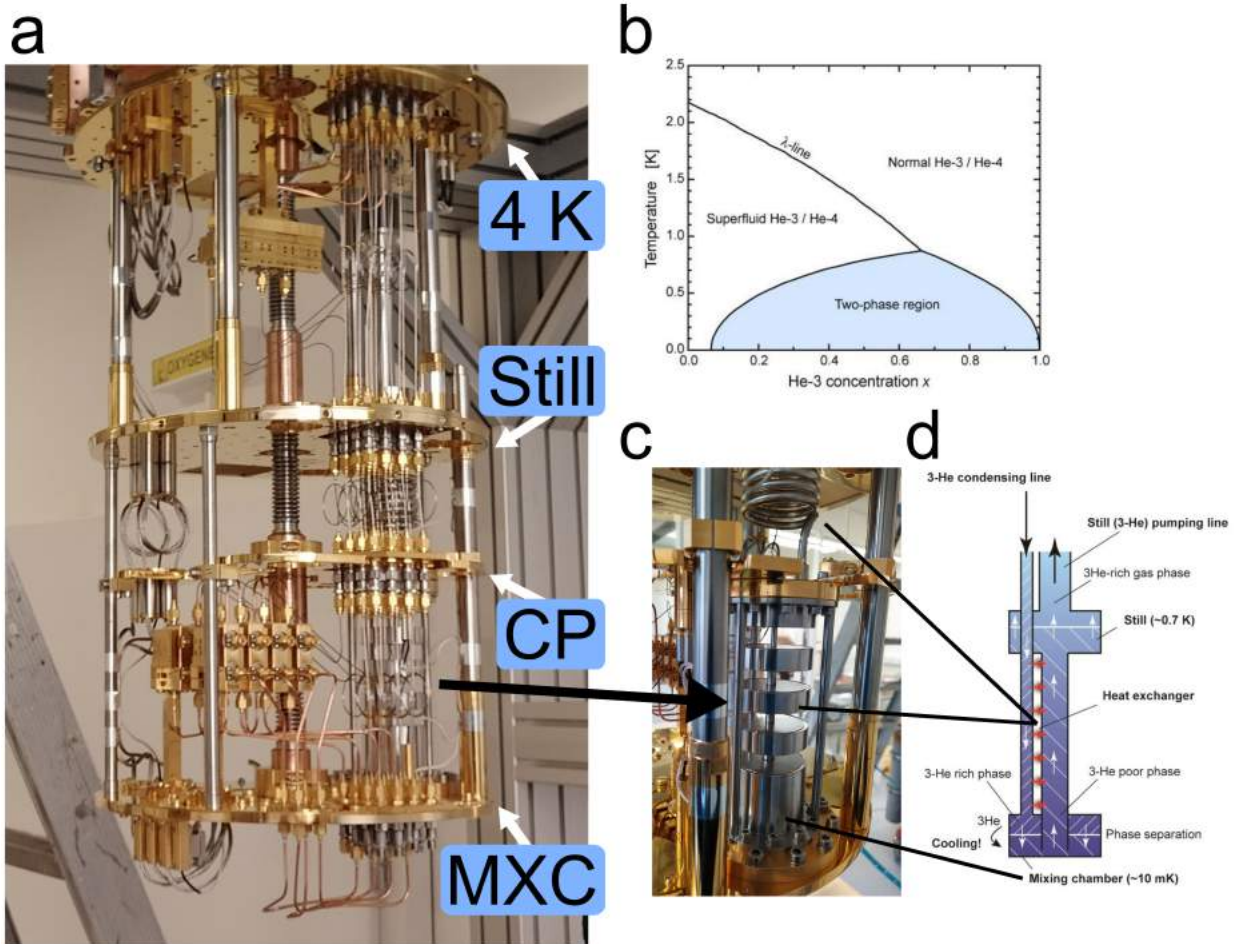 a
4 K
OXYGENE
Still
CP
MXC
b
2.5
2.0
1.5
1.0
0.5
0.0
Temperature [K]
λ-line
Normal He-3 / He-4
Superfluid He-3 / He-4
Two-phase region
0.0 0.2 0.4 0.6 0.8 1.0
He-3 concentration x
c
d
3-He condensing line
Still (3-He) pumping line
3He-rich gas phase
Still (~0.7 K)
Heat exchanger
3-He rich phase
3-He poor phase
3He
Phase separation
Cooling!
Mixing chamber (~10 mK)